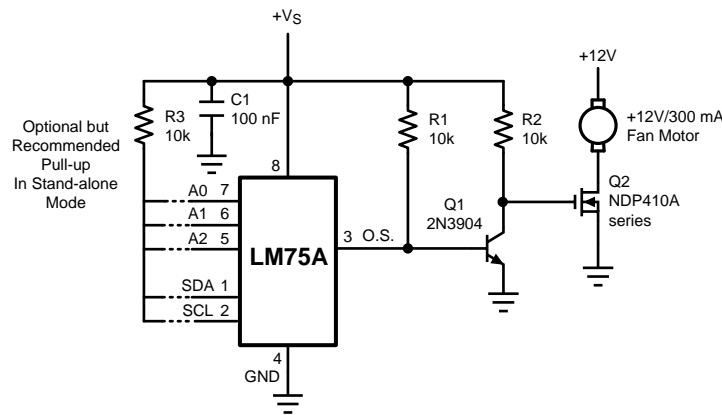 +VS
+12V
C1
100 nF
R3
10k
R1
10k
R2
10k
+12V/300 mA
Fan Motor
Optional but
Recommended
Pull-up
In Stand-alone
Mode
8
A0 7
A1 6
A2 5
SDA 1
SCL 2
LM75A
3 O.S.
Q1
2N3904
Q2
NDP410A
series
4
GND